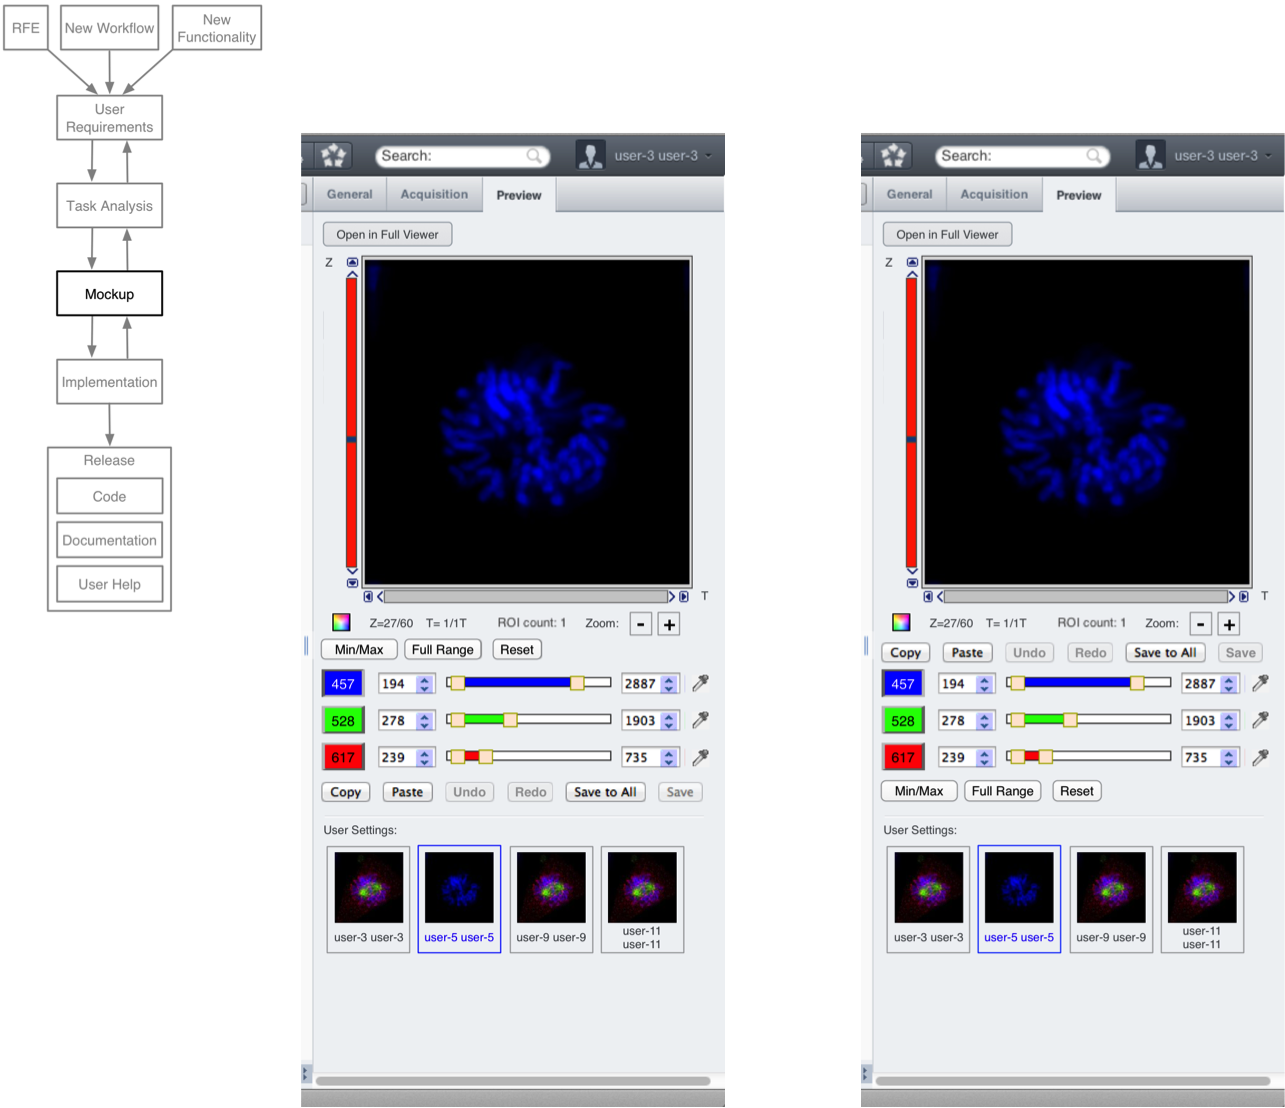 RFE
New Workflow
New
Functionality
User
Requirements
Task Analysis
Mockup
Implementation
Release
Code
Documentation
User Help
Search:
user-3 user-3
General Acquisition Preview
Open in Full Viewer
Z
T
Z=27/60 T= 1/1T ROI count: 1 Zoom: - +
Min/Max Full Range Reset
457 194 2887
528 278 1903
617 239 735
Copy Paste Undo Redo Save to All Save
User Settings:
user-3 user-3
user-5 user-5
user-9 user-9
user-11
user-11
Search:
user-3 user-3
General Acquisition Preview
Open in Full Viewer
Z
T
Z=27/60 T= 1/1T ROI count: 1 Zoom: - +
Copy Paste Undo Redo Save to All Save
457 194 2887
528 278 1903
617 239 735
Min/Max Full Range Reset
User Settings:
user-3 user-3
user-5 user-5
user-9 user-9
user-11
user-11